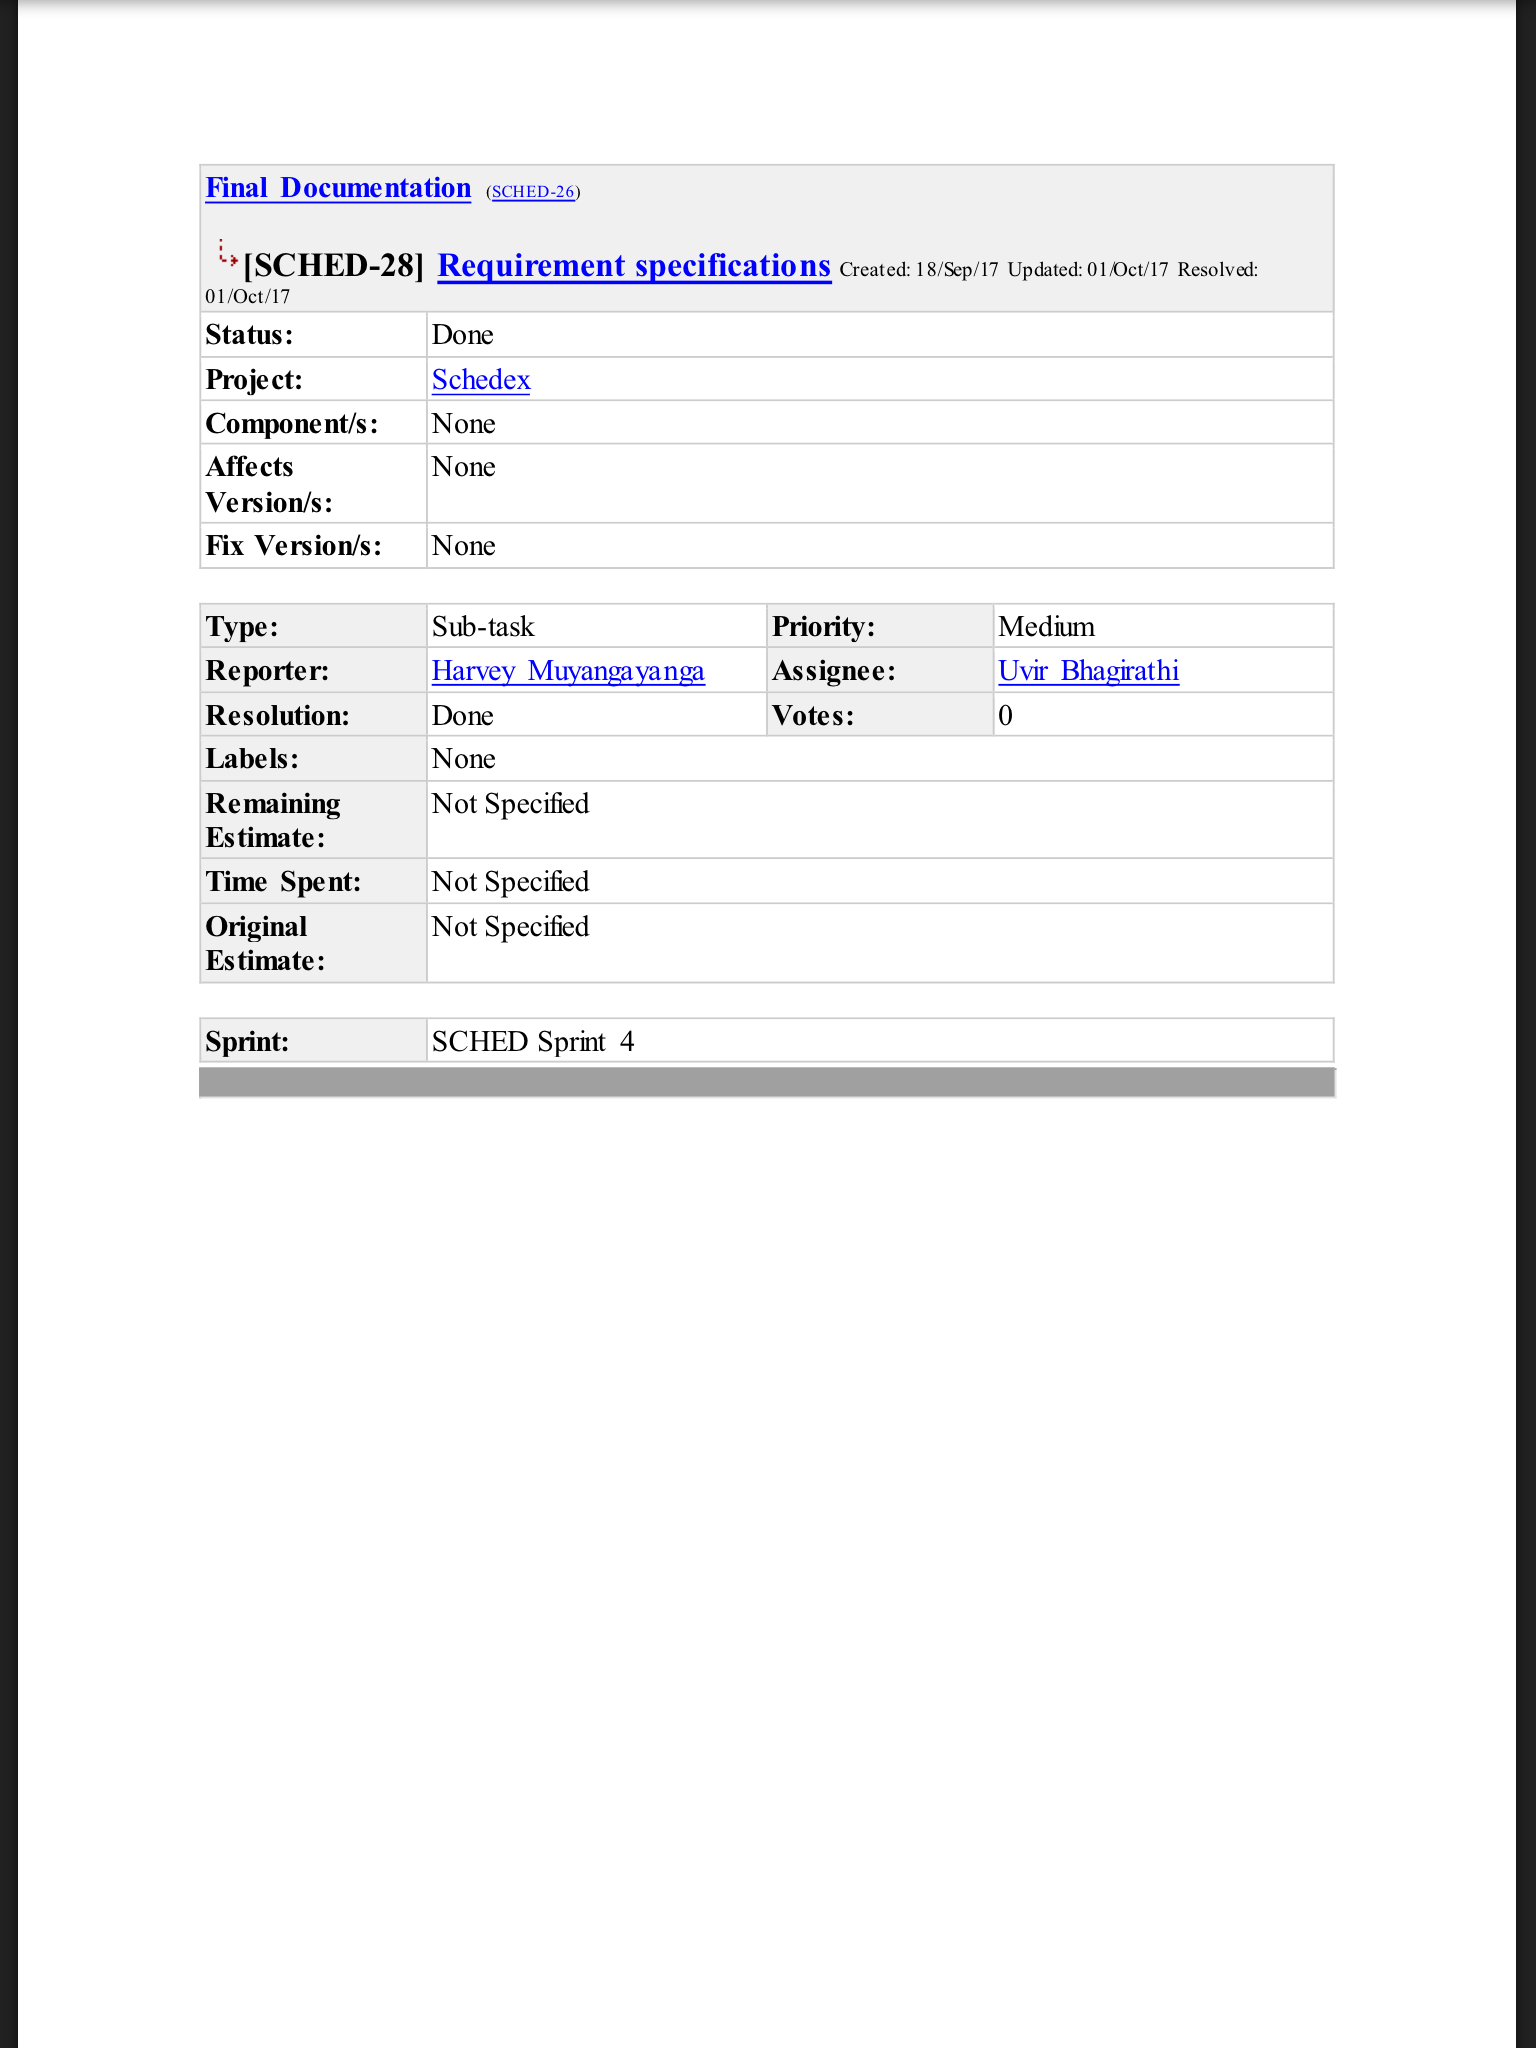 Final Documentation (SCHED-26)
[SCHED-28] Requirement specifications Created: 18/Sep/17 Updated: 01/Oct/17 Resolved:
01/Oct/17
Status: Done
Project: Schedex
Component/s: None
Affects None
Version/s:
Fix Version/s: None
Type: Sub-task Priority: Medium
Reporter: Harvey Muyangayanga Assignee: Uvir Bhagirathi
Resolution: Done Votes: 0
Labels: None
Remaining Not Specified
Estimate:
Time Spent: Not Specified
Original Not Specified
Estimate:
Sprint: SCHED Sprint 4